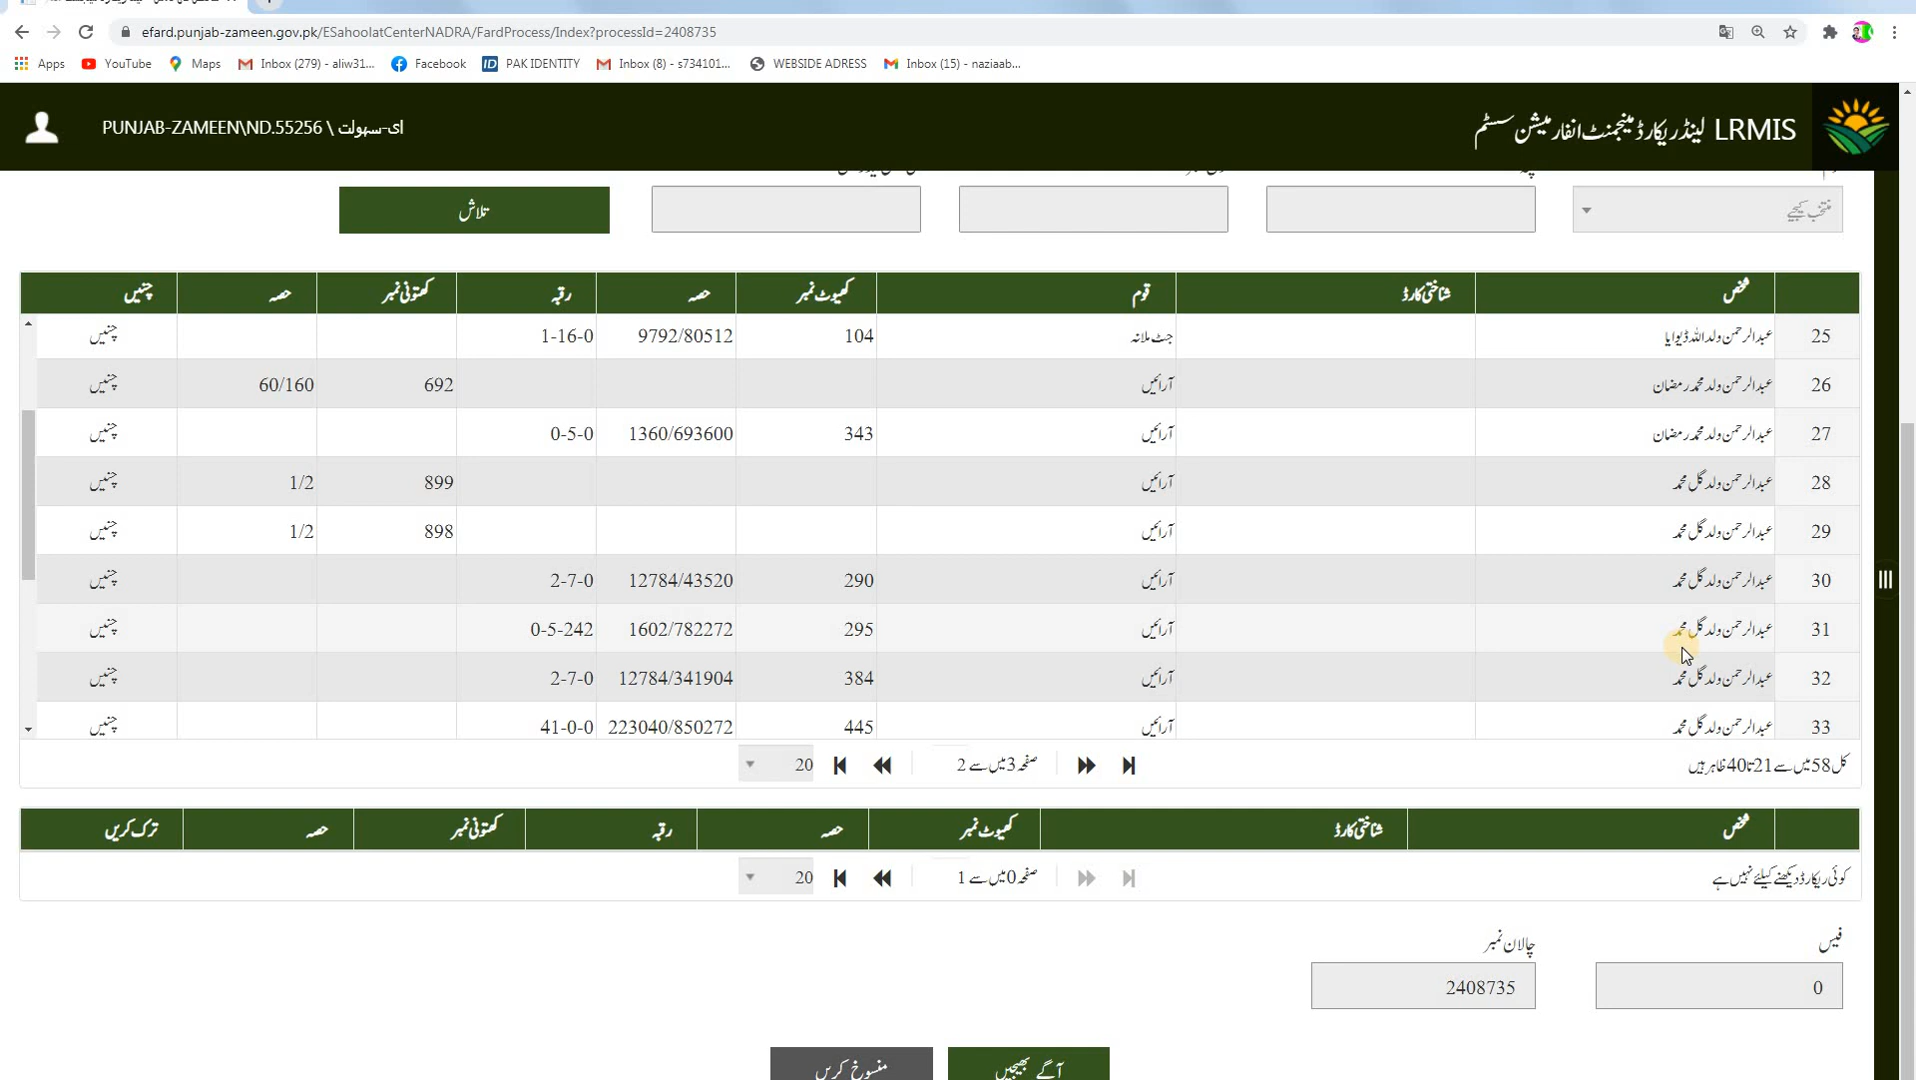 efard.punjab-zameen.gov.pk/ESahoolatCenterNADRA/FardProcess/Index?processId=2408735
Apps YouTube Maps Inbox (279) - aliw31... Facebook PAK IDENTITY Inbox (8) - s734101... WEBSIDE ADRESS Inbox (15) - naziaab...
PUNJAB-ZAMEEN\ND.55256 \ ای-سہولت
LRMIS لینڈ ریکارڈ مینجمنٹ انفارمیشن سسٹم
منتخب کیجیے تلاش
شخص شناختی کارڈ قوم کھیوٹ نمبر حصہ رقبہ کھتونی نمبر حصہ چنیں
25 عبدالرحمن ولد اللہ ڈیوایا جٹ ملانہ 104 9792/80512 1-16-0 چنیں
26 عبدالرحمن ولد محمد رمضان آرائیں 692 60/160 چنیں
27 عبدالرحمن ولد محمد رمضان آرائیں 343 1360/693600 0-5-0 چنیں
28 عبدالرحمن ولد گل محمد آرائیں 899 1/2 چنیں
29 عبدالرحمن ولد گل محمد آرائیں 898 1/2 چنیں
30 عبدالرحمن ولد گل محمد آرائیں 290 12784/43520 2-7-0 چنیں
31 عبدالرحمن ولد گل محمد آرائیں 295 1602/782272 0-5-242 چنیں
32 عبدالرحمن ولد گل محمد آرائیں 384 12784/341904 2-7-0 چنیں
33 عبدالرحمن ولد گل محمد آرائیں 445 223040/850272 41-0-0 چنیں
کل 58 میں سے 21 تا 40 ظاہر ہیں صفحہ 3 میں سے 2 20
شخص شناختی کارڈ کھیوٹ نمبر حصہ رقبہ کھتونی نمبر حصہ ترک کریں
کوئی ریکارڈ دیکھنے کیلئے نہیں ہے صفحہ 0 میں سے 1 20
فیس چالان نمبر
0 2408735
آگے بھیجیں منسوخ کریں